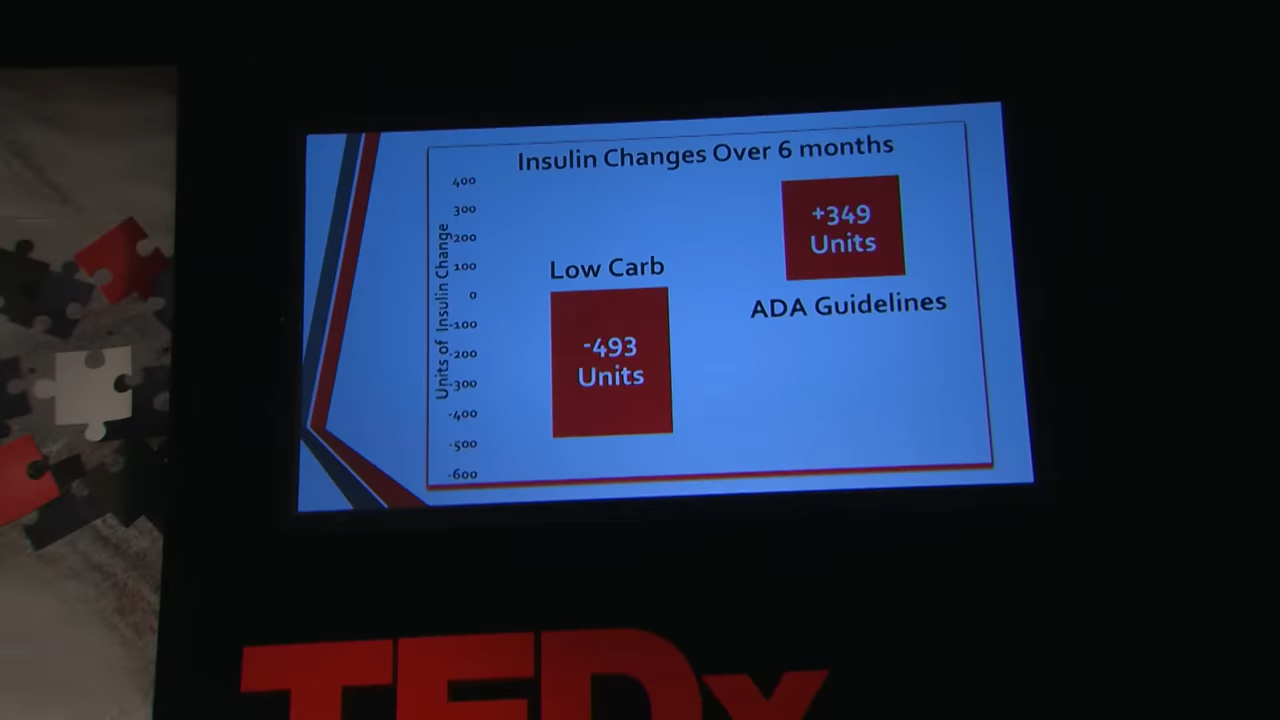 Insulin Changes Over 6 months
Units of Insulin Change
400
300
200
100
0
-100
-200
-300
-400
-500
-600
Low Carb
-493
Units
+349
Units
ADA Guidelines
TEDx